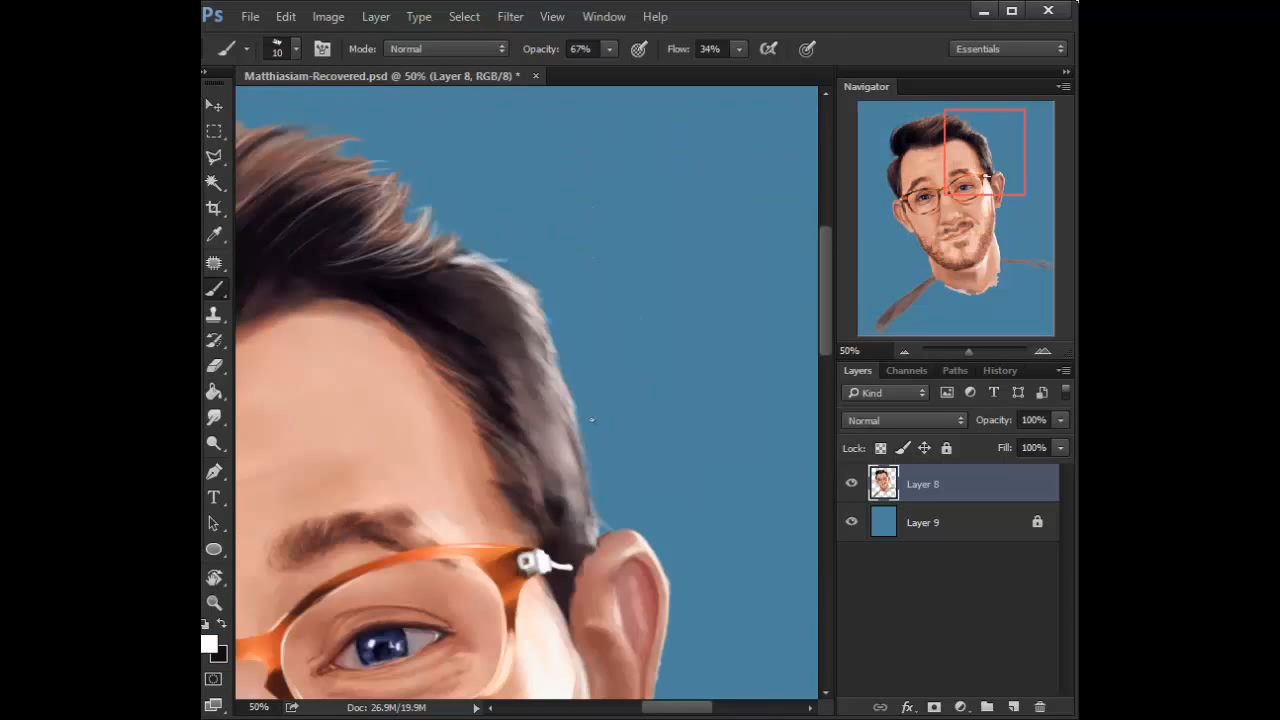 Ps File Edit Image Layer Type Select Filter View Window Help
10 Mode: Normal Opacity: 67% Flow: 34% Essentials
Matthiasiam-Recovered.psd @ 50% (Layer 8, RGB/8) * ×
Navigator
50%
Layers Channels Paths History
Kind T
Normal Opacity: 100%
Lock: Fill: 100%
Layer 8
Layer 9
T
50% Doc: 26.9M/19.9M
fx